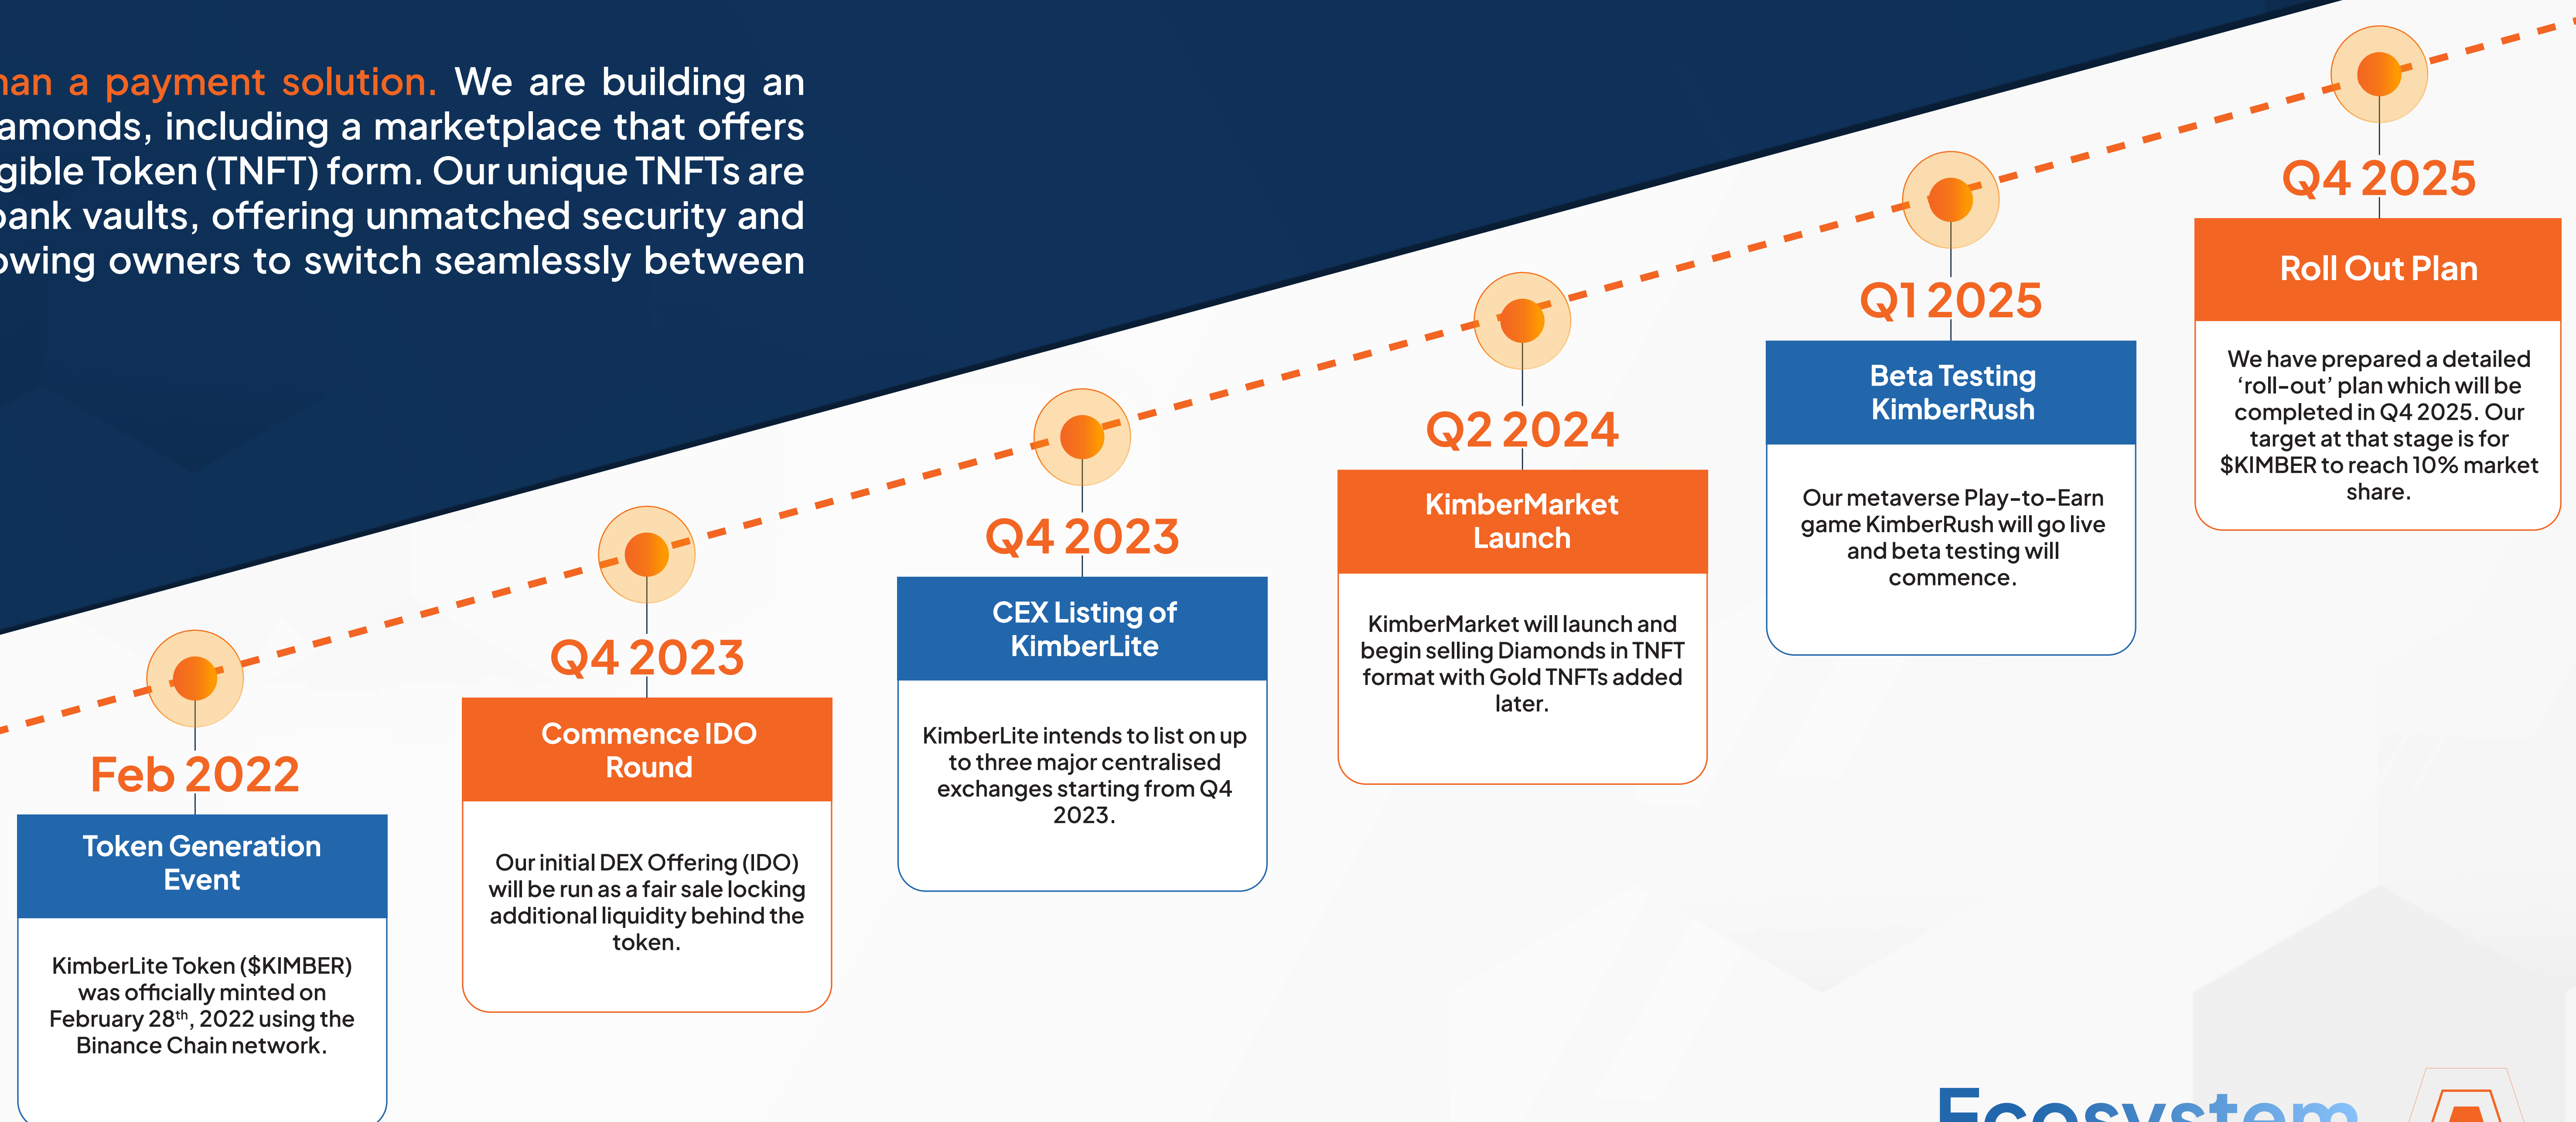 han a payment solution. We are building an
amonds, including a marketplace that offers
gible Token (TNFT) form. Our unique TNFTs are
bank vaults, offering unmatched security and
owing owners to switch seamlessly between
Feb 2022
Token Generation
Event
KimberLite Token ($KIMBER)
was officially minted on
February 28th, 2022 using the
Binance Chain network.
Q4 2023
Commence IDO
Round
Our initial DEX Offering (IDO)
will be run as a fair sale locking
additional liquidity behind the
token.
Q4 2023
CEX Listing of
KimberLite
KimberLite intends to list on up
to three major centralised
exchanges starting from Q4
2023.
Q2 2024
KimberMarket
Launch
KimberMarket will launch and
begin selling Diamonds in TNFT
format with Gold TNFTs added
later.
Q1 2025
Beta Testing
KimberRush
Our metaverse Play-to-Earn
game KimberRush will go live
and beta testing will
commence.
Q4 2025
Roll Out Plan
We have prepared a detailed
‘roll-out’ plan which will be
completed in Q4 2025. Our
target at that stage is for
$KIMBER to reach 10% market
share.
Ecosystem